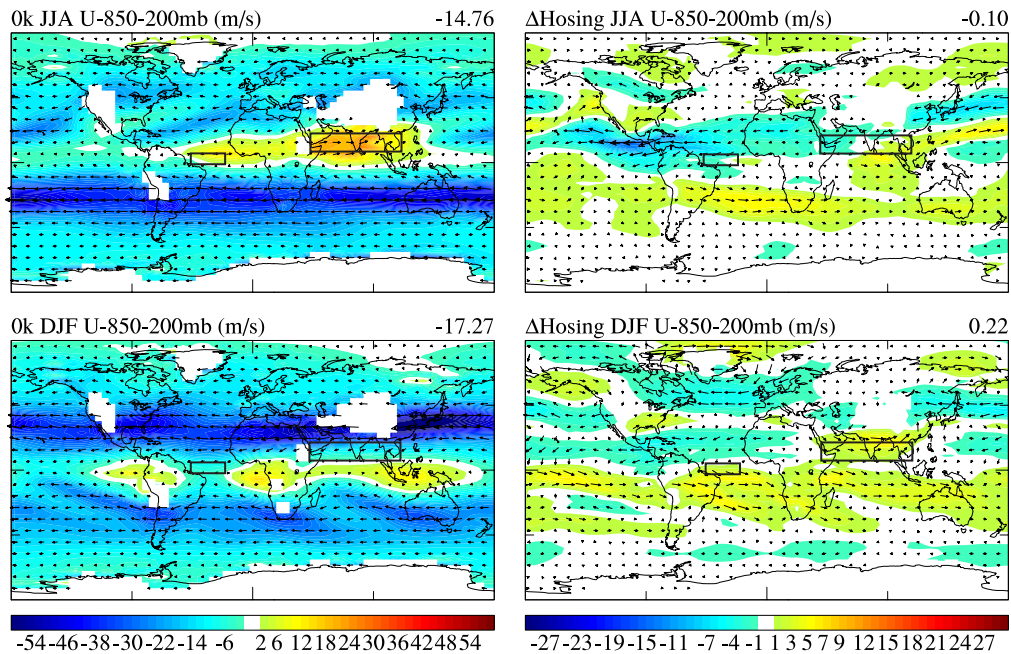 0k JJA U-850-200mb (m/s) -14.76
ΔHosing JJA U-850-200mb (m/s) -0.10
0k DJF U-850-200mb (m/s) -17.27
ΔHosing DJF U-850-200mb (m/s) 0.22
-54 -46 -38 -30 -22 -14 -6 2 6 12 18 24 30 36 42 48 54
-27 -23 -19 -15 -11 -7 -4 -1 1 3 5 7 9 12 15 18 21 24 27